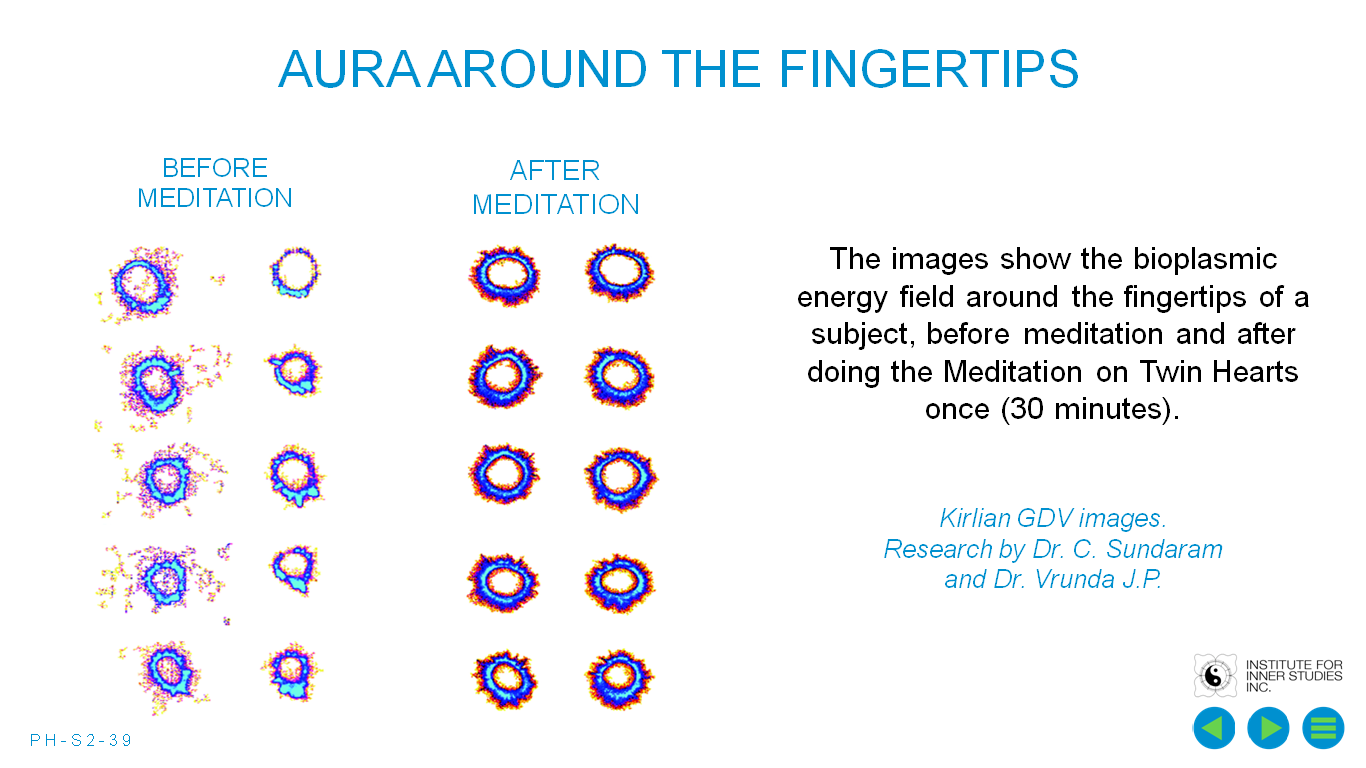 AURA AROUND THE FINGERTIPS
BEFORE
MEDITATION
AFTER
MEDITATION
The images show the bioplasmic
energy field around the fingertips of a
subject, before meditation and after
doing the Meditation on Twin Hearts
once (30 minutes).
Kirlian GDV images.
Research by Dr. C. Sundaram
and Dr. Vrunda J.P.
INSTITUTE FOR
INNER STUDIES
INC.
PH-S2-39